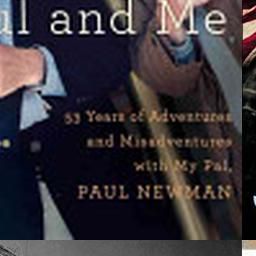 ul and Me
53 Years of Adventures
and Misadventures
with My Pal,
PAUL NEWMAN